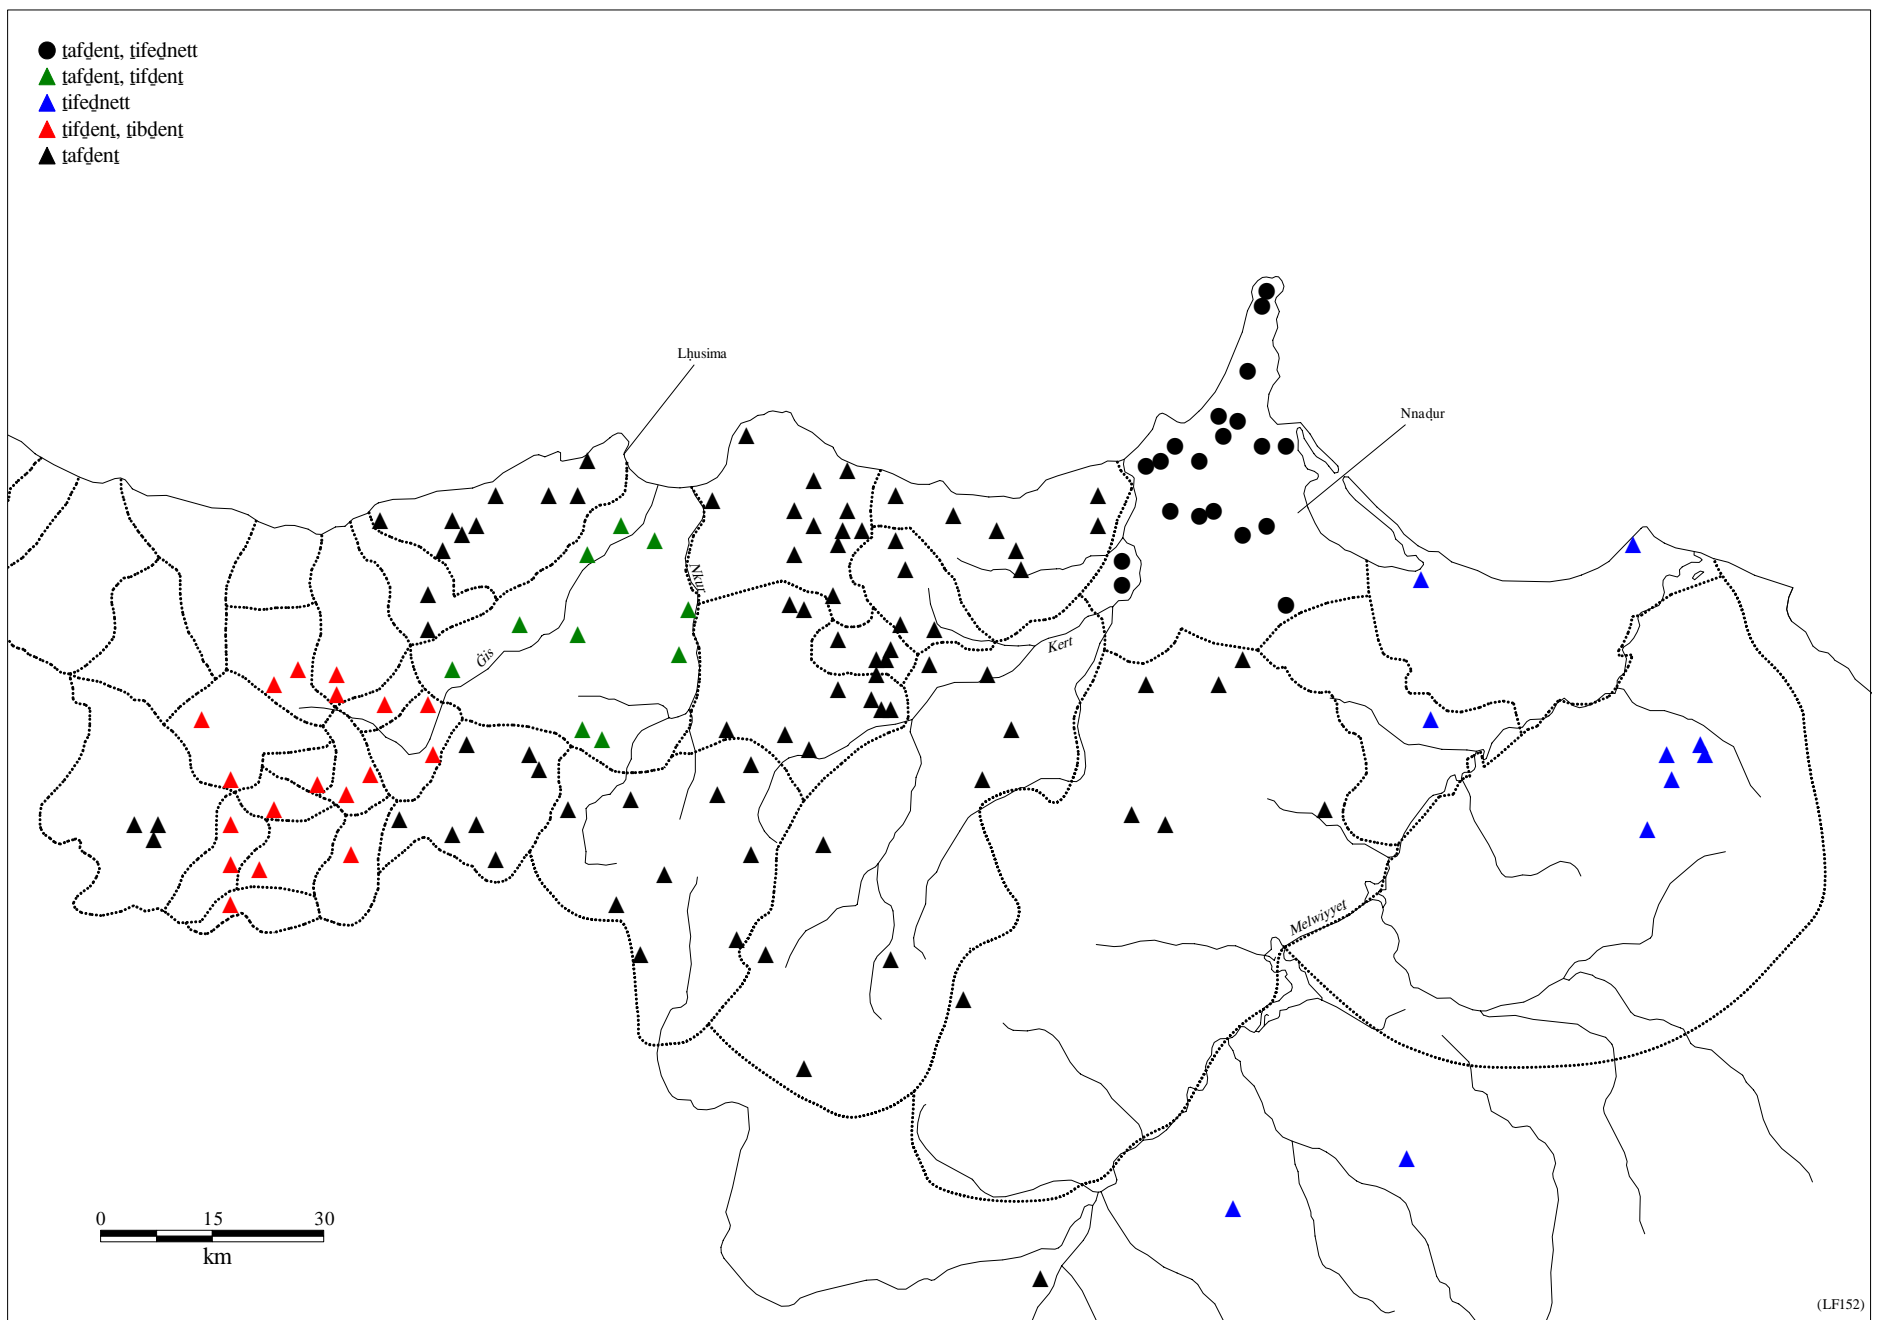 ṯafḏenṯ, ṯifeḏnett
ṯafḏenṯ, ṯifḏenṯ
ṯifeḏnett
ṯifḏenṯ, ṯibḏenṯ
ṯafḏenṯ
Lḥusima
Nnaḍur
Nkur
Ġis
Kert
Melwiyyet
0 15 30
km
(LF152)